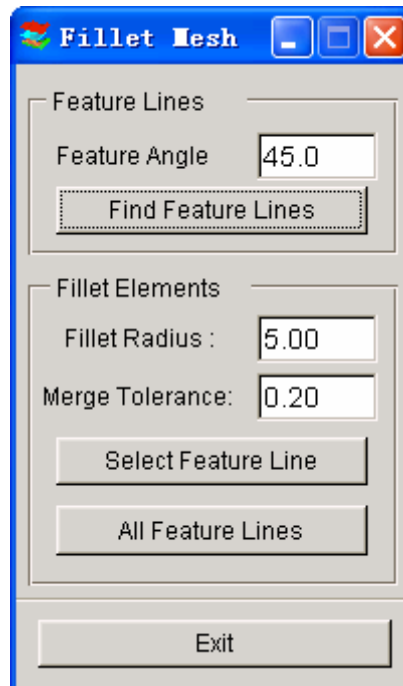 Fillet Mesh
Feature Lines
Feature Angle 45.0
Find Feature Lines
Fillet Elements
Fillet Radius : 5.00
Merge Tolerance: 0.20
Select Feature Line
All Feature Lines
Exit